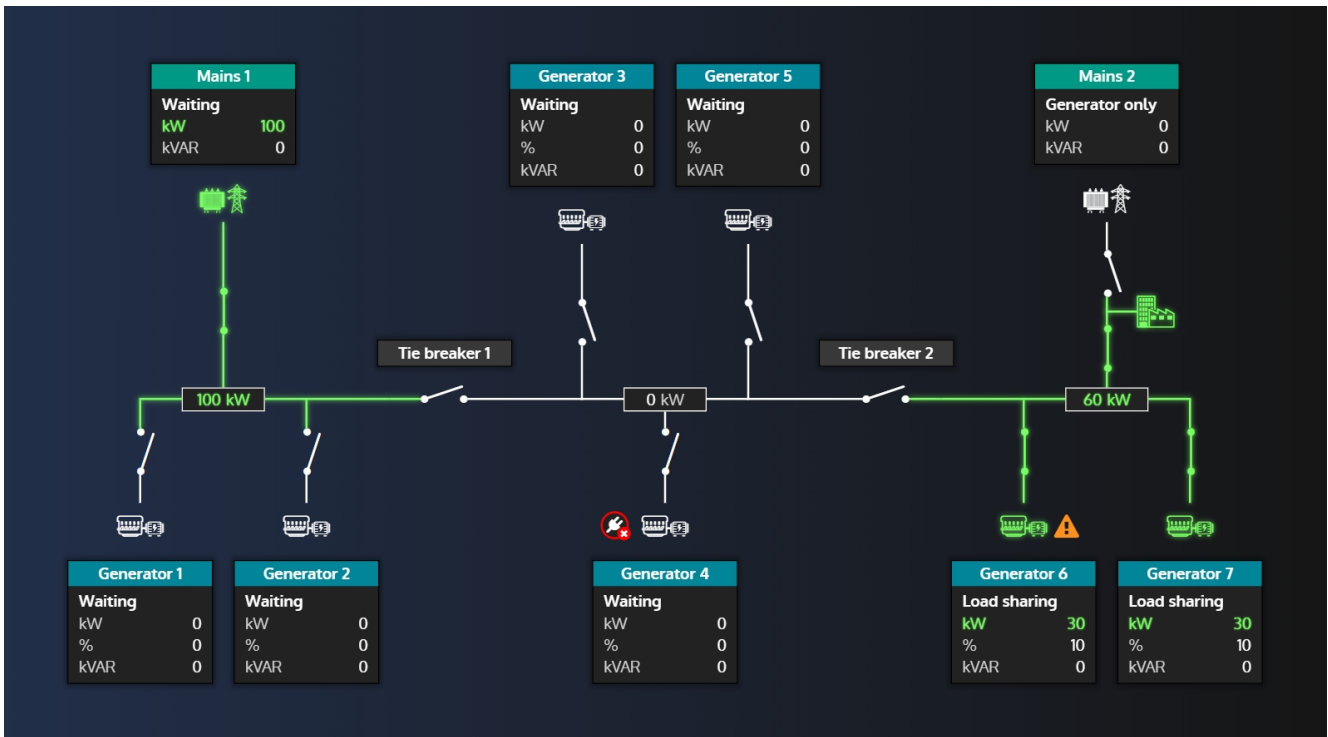 Mains 1
Waiting
kW 100
kVAR 0
Generator 3
Waiting
kW 0
% 0
kVAR 0
Generator 5
Waiting
kW 0
% 0
kVAR 0
Mains 2
Generator only
kW 0
kVAR 0
Tie breaker 1
Tie breaker 2
100 kW
0 kW
60 kW
Generator 1
Waiting
kW 0
% 0
kVAR 0
Generator 2
Waiting
kW 0
% 0
kVAR 0
Generator 4
Waiting
kW 0
% 0
kVAR 0
Generator 6
Load sharing
kW 30
% 10
kVAR 0
Generator 7
Load sharing
kW 30
% 10
kVAR 0